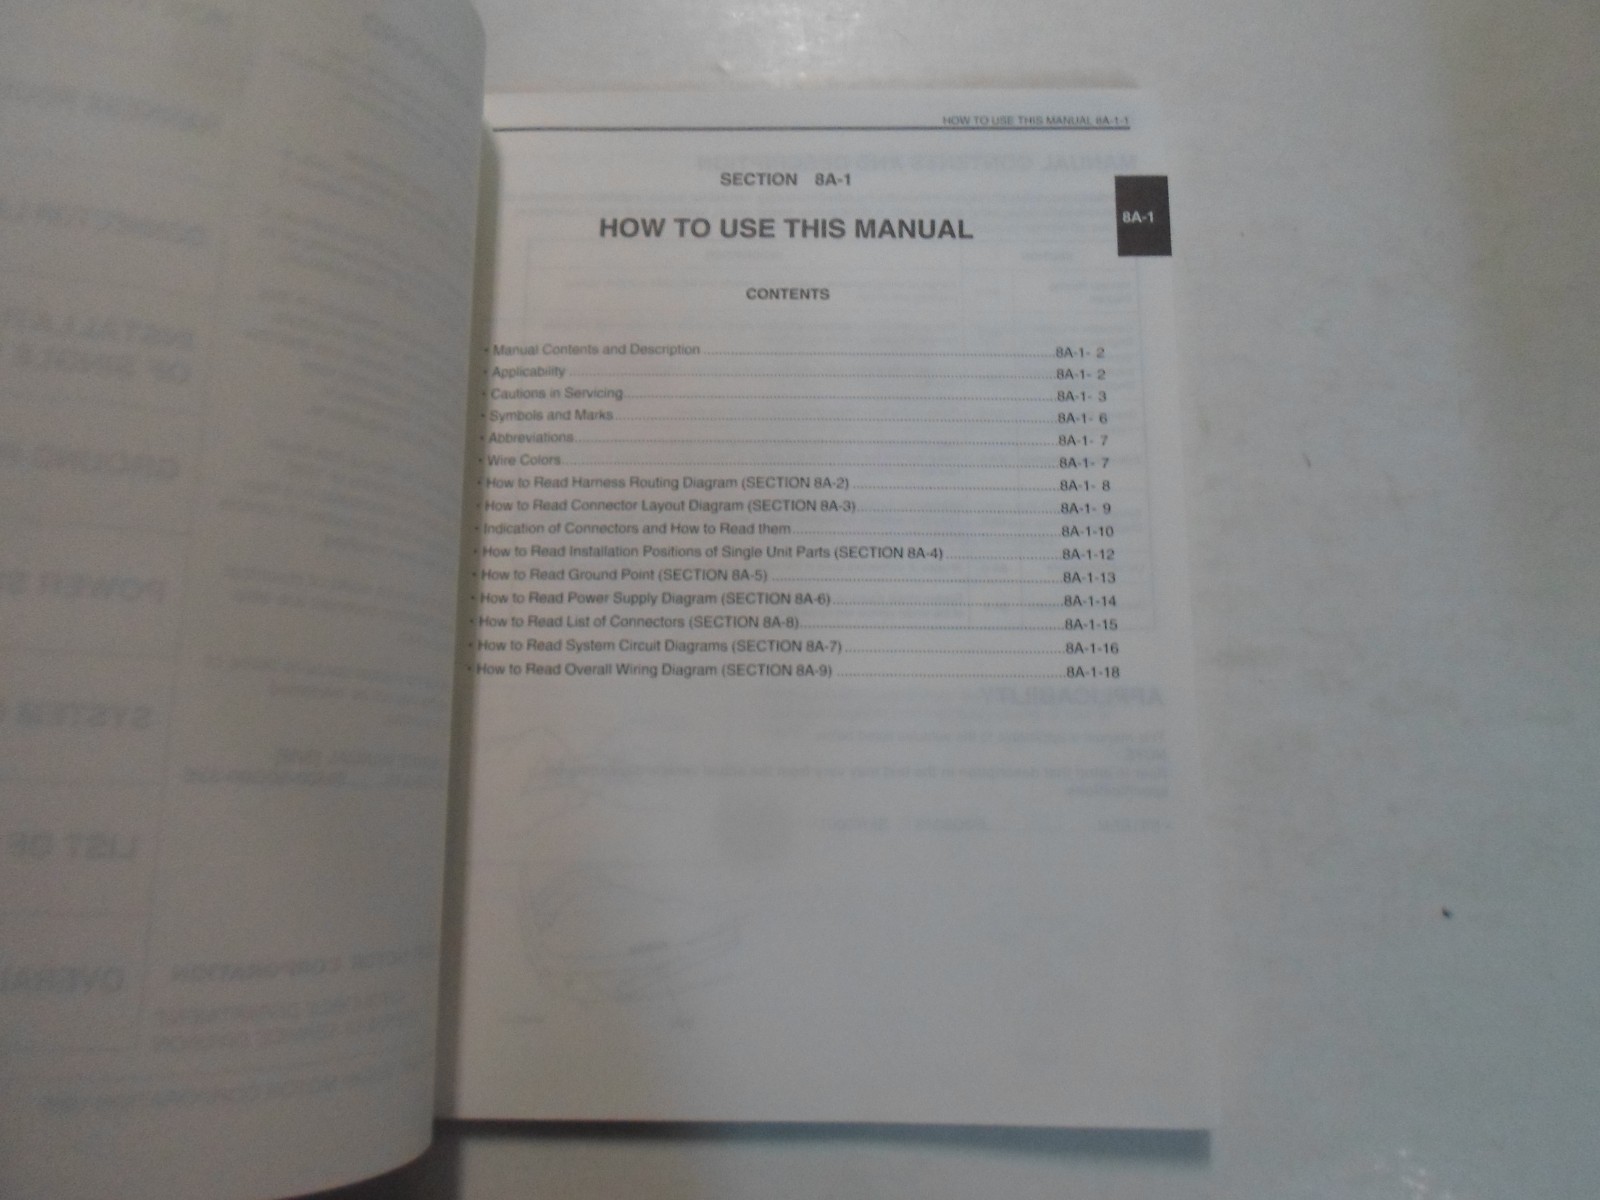 HOW TO USE THIS MANUAL 8A-1-1
SECTION 8A-1
8A-1
HOW TO USE THIS MANUAL
CONTENTS
• Manual Contents and Description ........ 8A-1- 2
• Applicability ........ 8A-1- 2
• Cautions in Servicing ........ 8A-1- 3
• Symbols and Marks ........ 8A-1- 6
• Abbreviations ........ 8A-1- 7
• Wire Colors ........ 8A-1- 7
• How to Read Harness Routing Diagram (SECTION 8A-2) ........ 8A-1- 8
• How to Read Connector Layout Diagram (SECTION 8A-3) ........ 8A-1- 9
• Indication of Connectors and How to Read them ........ 8A-1-10
• How to Read Installation Positions of Single Unit Parts (SECTION 8A-4) ........ 8A-1-12
• How to Read Ground Point (SECTION 8A-5) ........ 8A-1-13
• How to Read Power Supply Diagram (SECTION 8A-6) ........ 8A-1-14
• How to Read List of Connectors (SECTION 8A-8) ........ 8A-1-15
• How to Read System Circuit Diagrams (SECTION 8A-7) ........ 8A-1-16
• How to Read Overall Wiring Diagram (SECTION 8A-9) ........ 8A-1-18